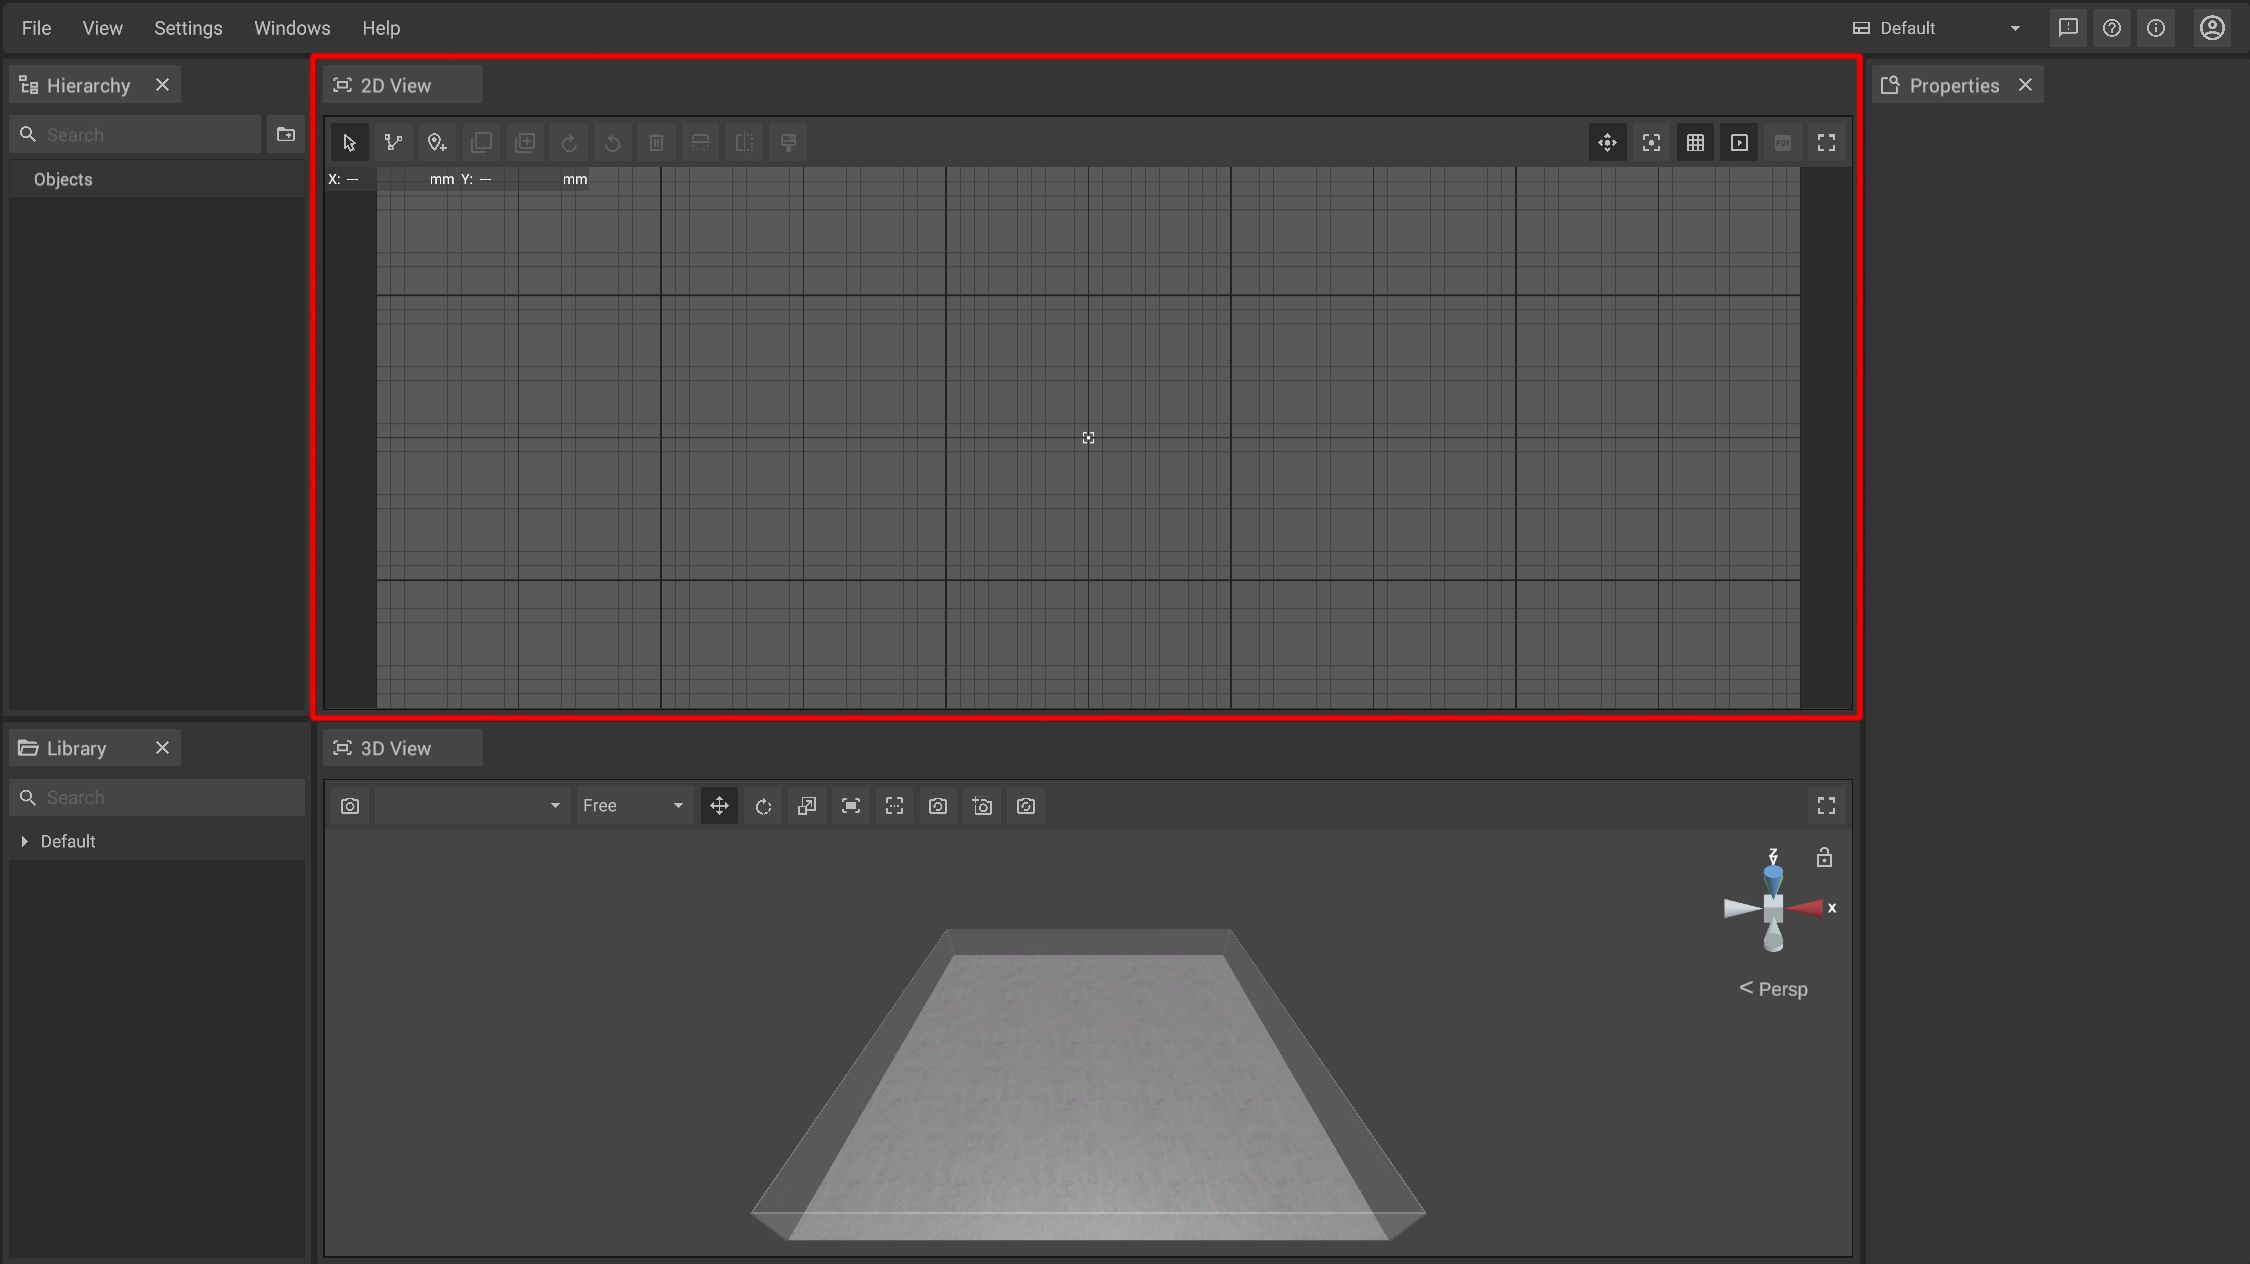 File View Settings Windows Help Default
Hierarchy
2D View
Properties
Search
Objects
X: --- mm Y: --- mm
PDF
Library
3D View
Search
Free
Default
Z
Y
x
< Persp